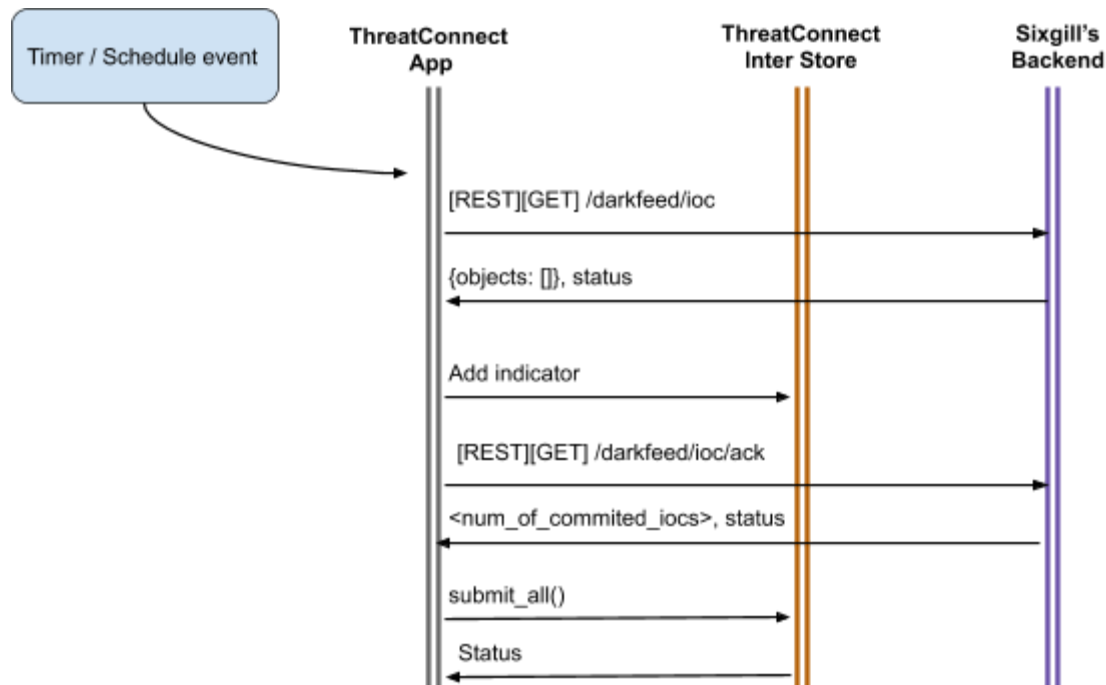 Timer / Schedule event
ThreatConnect
App
ThreatConnect
Inter Store
Sixgill's
Backend
[REST][GET] /darkfeed/ioc
{objects: []}, status
Add indicator
[REST][GET] /darkfeed/ioc/ack
<num_of_commited_iocs>, status
submit_all()
Status